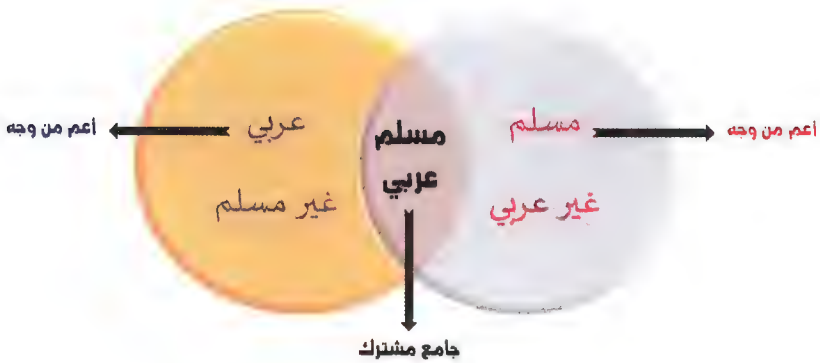 أعم من وجه
مسلم
غير عربي
مسلم
عربي
عربي
غير مسلم
أعم من وجه
جامع مشترك